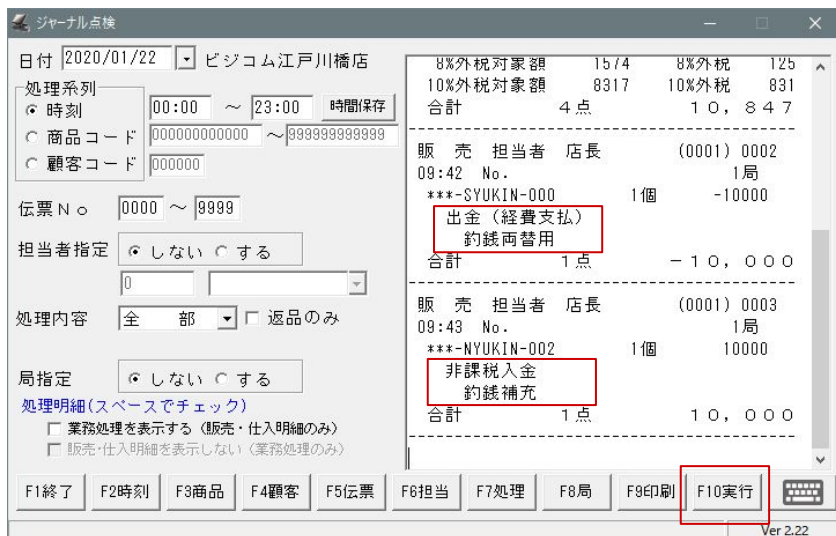 ジャーナル点検
日付 2020/01/22 ビジコム江戸川橋店
処理系列
時刻 00:00 ～ 23:00 時間保存
商品コード 000000000000 ～ 999999999999
顧客コード 000000
伝票Ｎｏ 0000 ～ 9999
担当者指定 しない する
0
処理内容 全　部 返品のみ
局指定 しない する
処理明細(スペースでチェック)
業務処理を表示する（販売・仕入明細のみ）
販売・仕入明細を表示しない（業務処理のみ）
8%外税対象額 1574 8%外税 125
10%外税対象額 8317 10%外税 831
合計 ４点 １０，８４７
販　売　担当者　店長 (0001) 0002
09:42 No. 1局
***-SYUKIN-000 1個 -10000
出金（経費支払）
釣銭両替用
合計 １点 －１０，０００
販　売　担当者　店長 (0001) 0003
09:43 No. 1局
***-NYUKIN-002 1個 10000
非課税入金
釣銭補充
合計 １点 １０，０００
F1終了 F2時刻 F3商品 F4顧客 F5伝票 F6担当 F7処理 F8局 F9印刷 F10実行
Ver 2.22